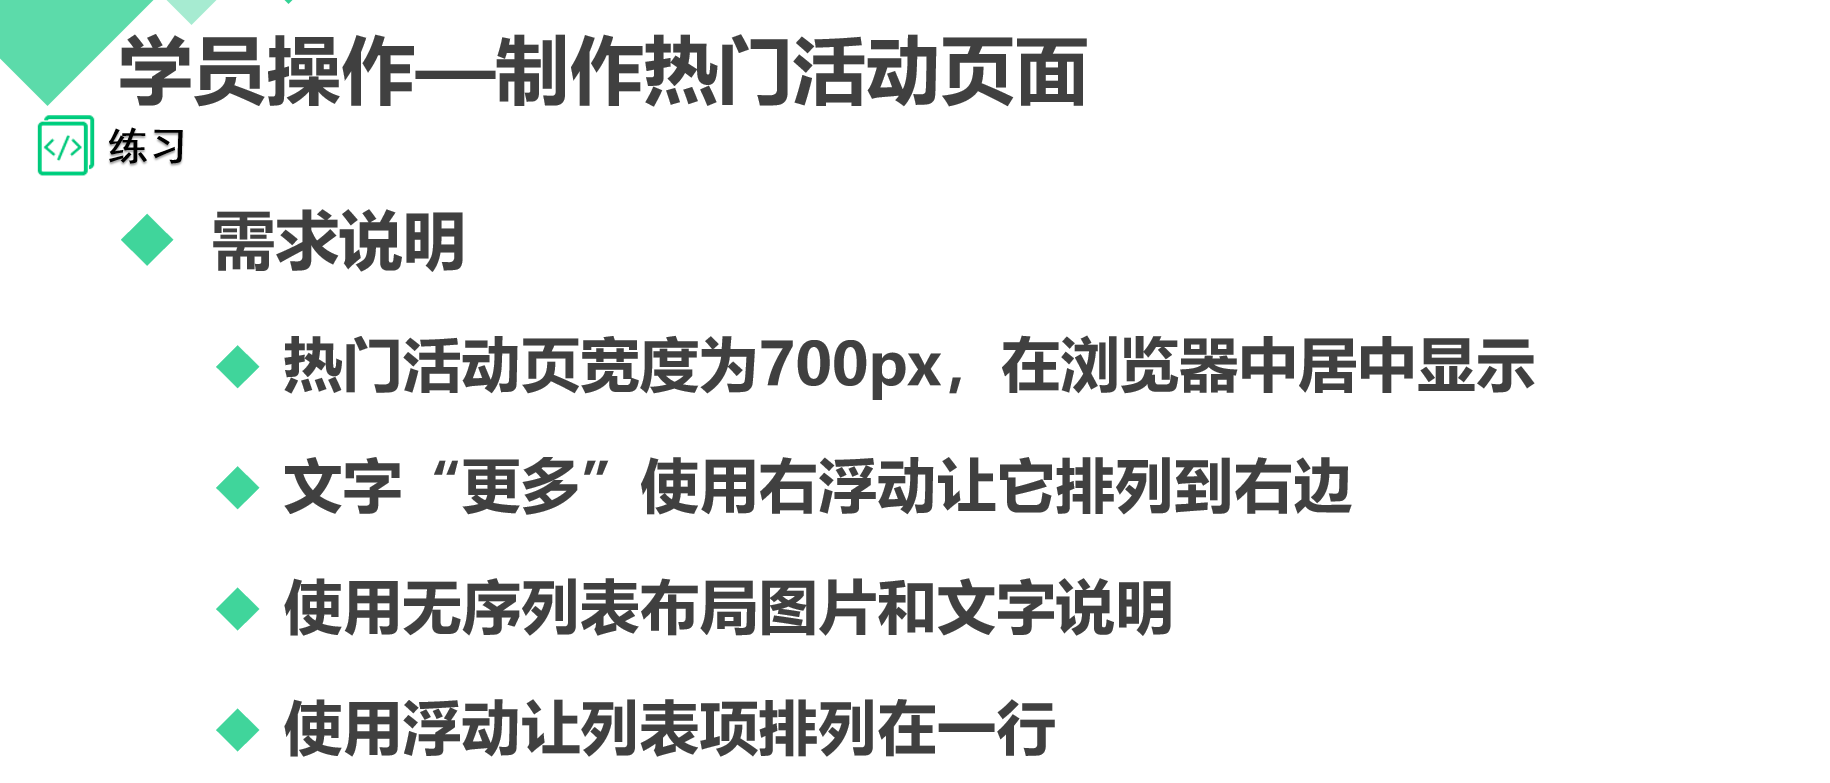 学员操作—制作热门活动页面
</>
练习
需求说明
热门活动页宽度为700px，在浏览器中居中显示
文字“更多”使用右浮动让它排列到右边
使用无序列表布局图片和文字说明
使用浮动让列表项排列在一行